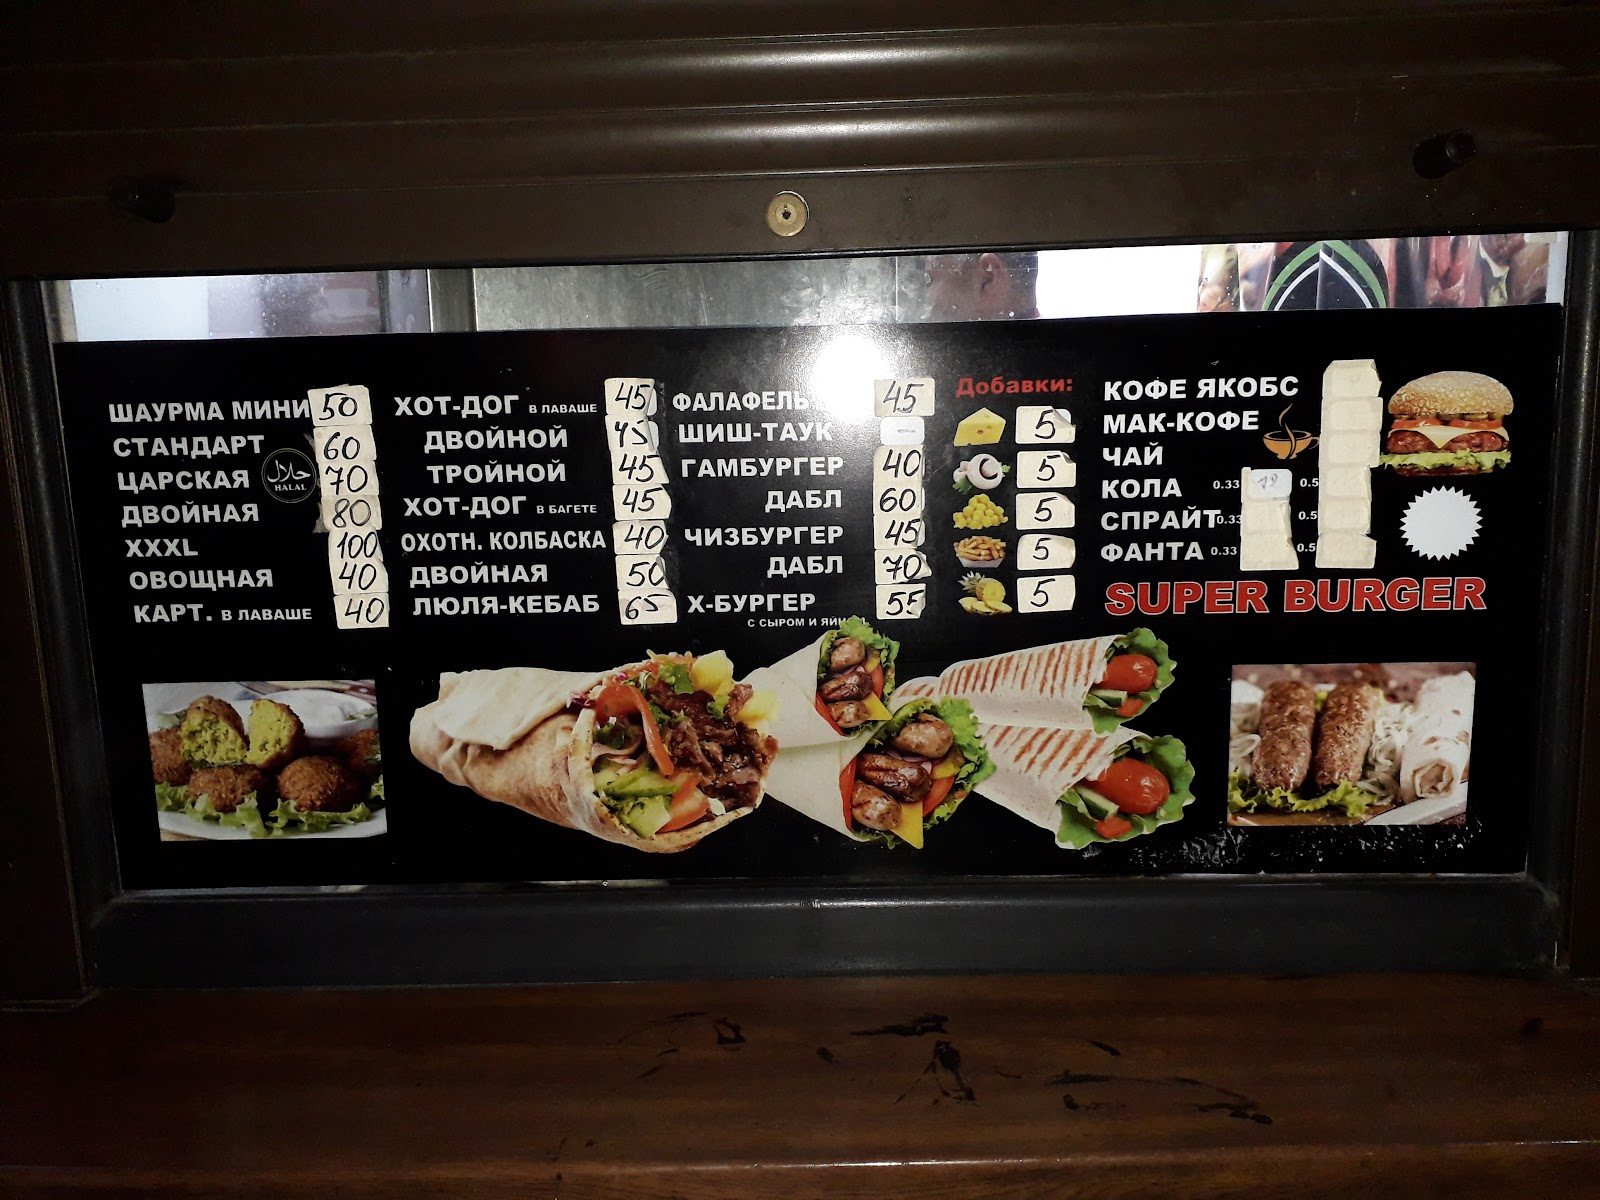 ШАУРМА МИНИ 50
СТАНДАРТ 60
ЦАРСКАЯ 70
حلال
HALAL
ДВОЙНАЯ 80
XXXL 100
ОВОЩНАЯ 40
КАРТ. В ЛАВАШЕ 40
ХОТ-ДОГ В ЛАВАШЕ 45
ДВОЙНОЙ 45
ТРОЙНОЙ 45
ХОТ-ДОГ В БАГЕТЕ 45
ОХОТН. КОЛБАСКА 40
ДВОЙНАЯ 50
ЛЮЛЯ-КЕБАБ 65
ФАЛАФЕЛЬ 45
ШИШ-ТАУК -
ГАМБУРГЕР 40
ДАБЛ 60
ЧИЗБУРГЕР 45
ДАБЛ 70
Х-БУРГЕР 55
С СЫРОМ И
Добавки:
5
5
5
5
5
КОФЕ ЯКОБС
МАК-КОФЕ
ЧАЙ
КОЛА 0.33 0.5
СПРАЙТ 0.33 0.5
ФАНТА 0.33 0.5
SUPER BURGER